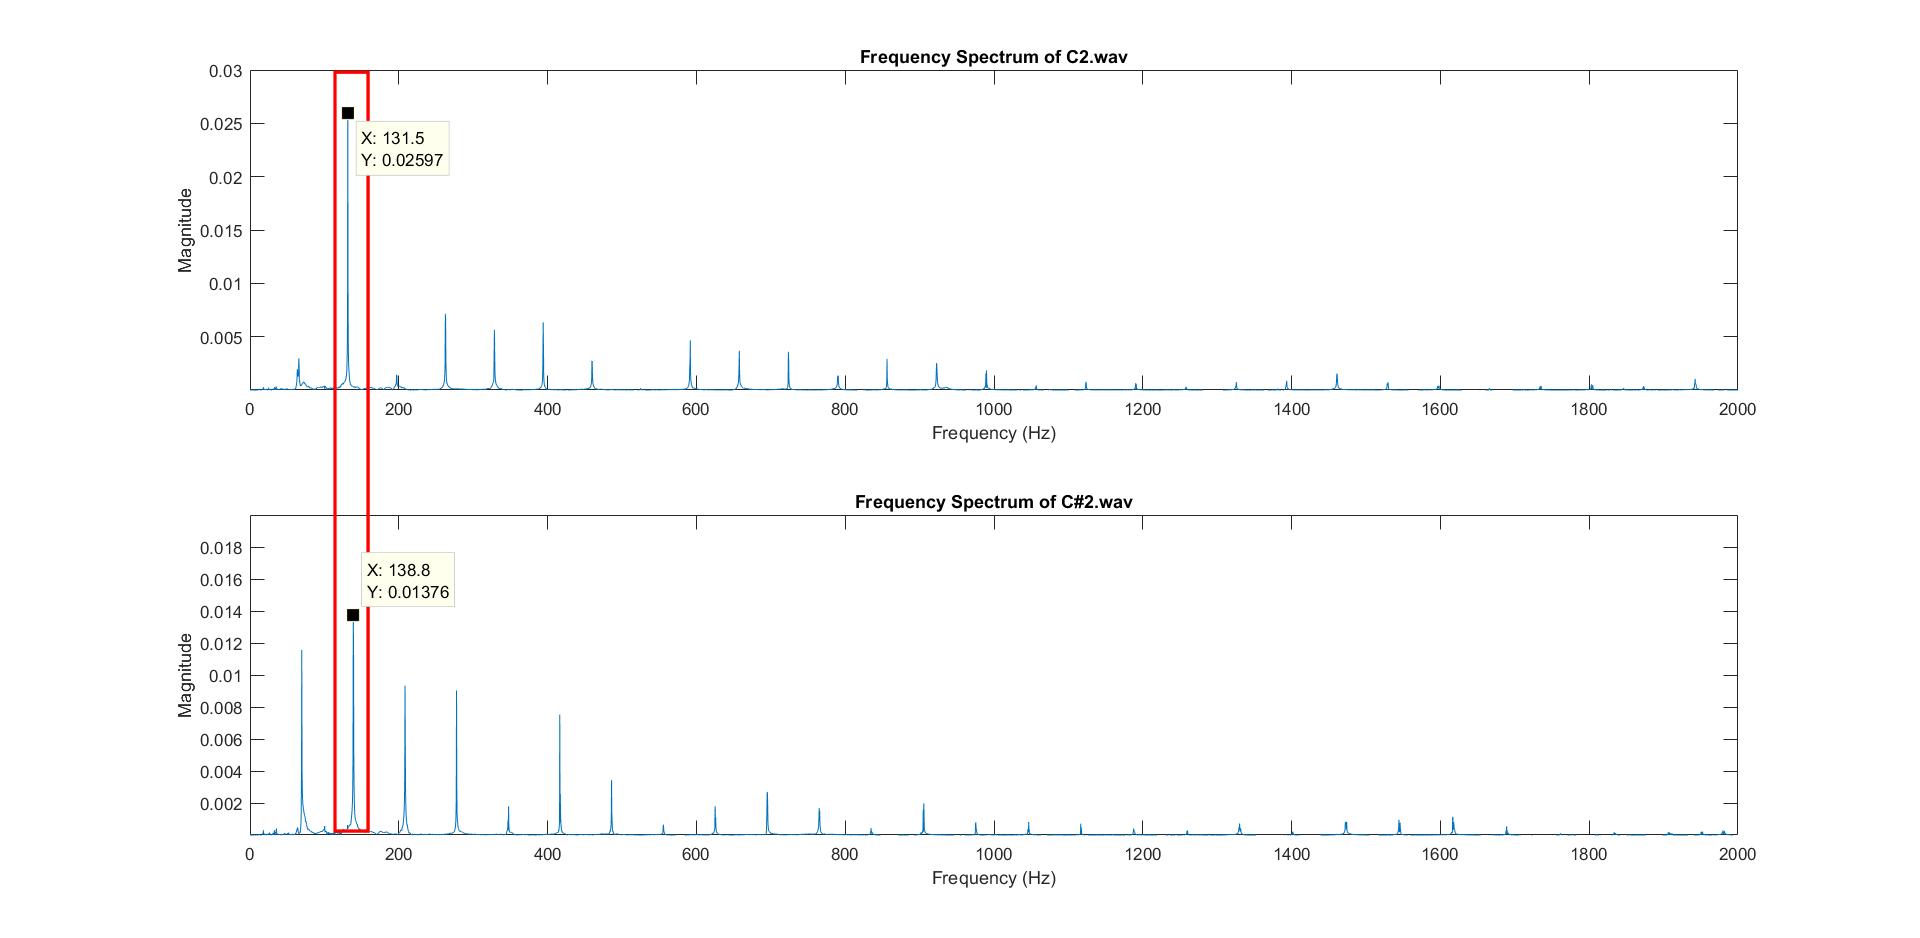 Frequency Spectrum of C2.wav
0.03
0.025
0.02
0.015
0.01
0.005
Magnitude
X: 131.5
Y: 0.02597
0 200 400 600 800 1000 1200 1400 1600 1800 2000
Frequency (Hz)
Frequency Spectrum of C#2.wav
0.018
0.016
0.014
0.012
0.01
0.008
0.006
0.004
0.002
Magnitude
X: 138.8
Y: 0.01376
0 200 400 600 800 1000 1200 1400 1600 1800 2000
Frequency (Hz)